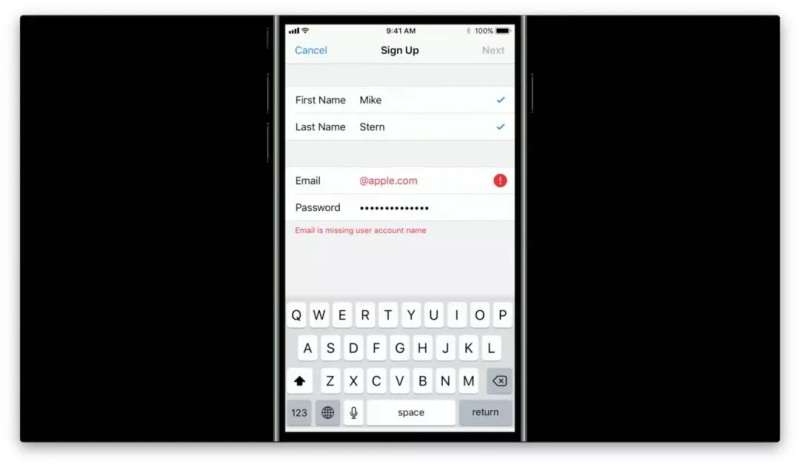 9:41 AM 100%
Cancel Sign Up Next
First Name Mike
Last Name Stern
Email @apple.com !
Password ••••••••••••••
Email is missing user account name
Q W E R T Y U I O P
A S D F G H J K L
Z X C V B N M
123 space return